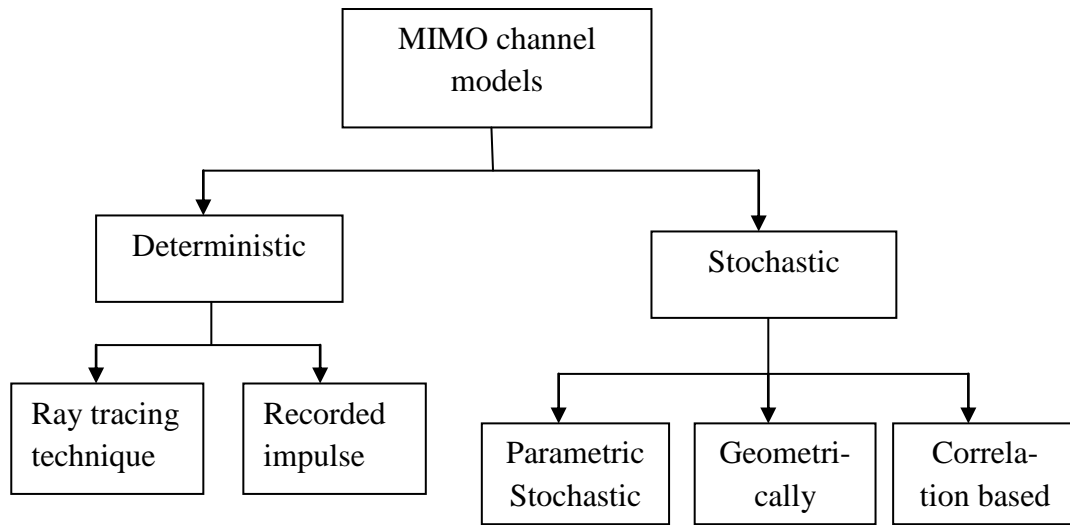 MIMO channel
models
Deterministic
Stochastic
Ray tracing
technique
Recorded
impulse
Parametric
Stochastic
Geometri-
cally
Correla-
tion based